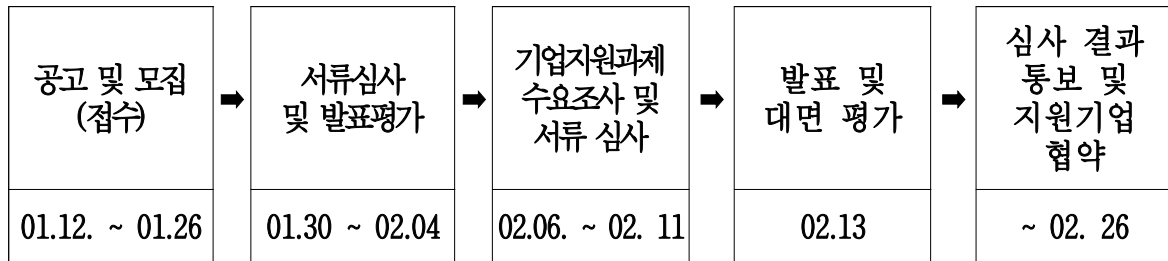 공고 및 모집
(접수)
01.12. ~ 01.26
➡
서류심사
및 발표평가
01.30 ~ 02.04
➡
기업지원과제
수요조사 및
서류 심사
02.06. ~ 02. 11
➡
발표 및
대면 평가
02.13
➡
심사 결과
통보 및
지원기업
협약
~ 02. 26